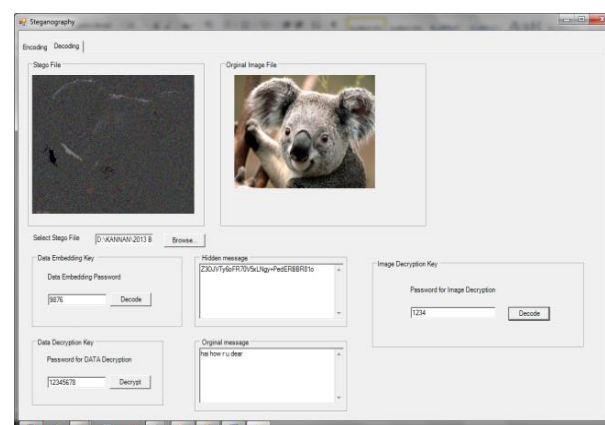 Steganography
Encoding Decoding
Stego File
Orginal Image File
Select Stego File D:\KANNAN\2013 B Browse...
Data Embedding Key
Hidden message
Data Embedding Password
9876 Decode
Image Decryption Key
Password for Image Decryption
1234 Decode
Data Decryption Key
Orginal message
Password for DATA Decryption
hai how r u dear
12345678 Decrypt